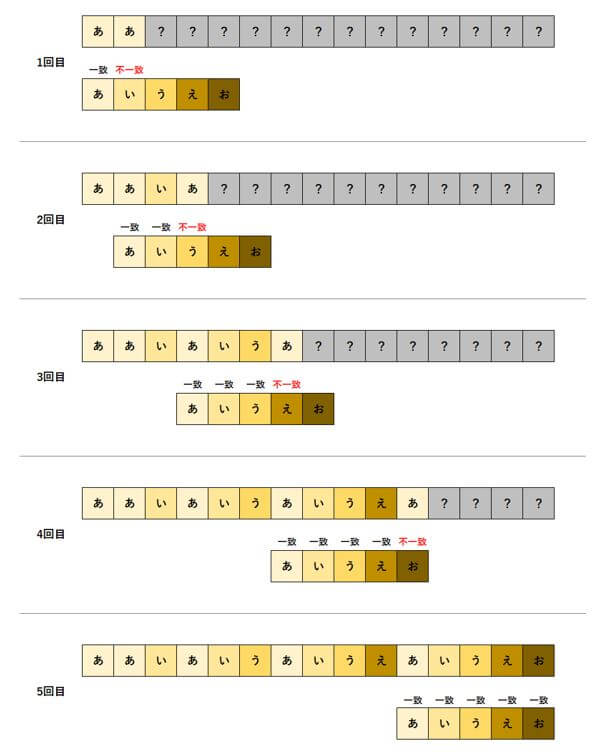 ああ？？？？？？？？？？？？？
1回目
一致 不一致
あいうえお
ああいあ？？？？？？？？？？？
2回目
一致 一致 不一致
あいうえお
ああいあいうあ？？？？？？？？
3回目
一致 一致 一致 不一致
あいうえお
ああいあいうあいうえあ？？？？
4回目
一致 一致 一致 一致 不一致
あいうえお
ああいあいうあいうえあいうえお
5回目
一致 一致 一致 一致 一致
あいうえお